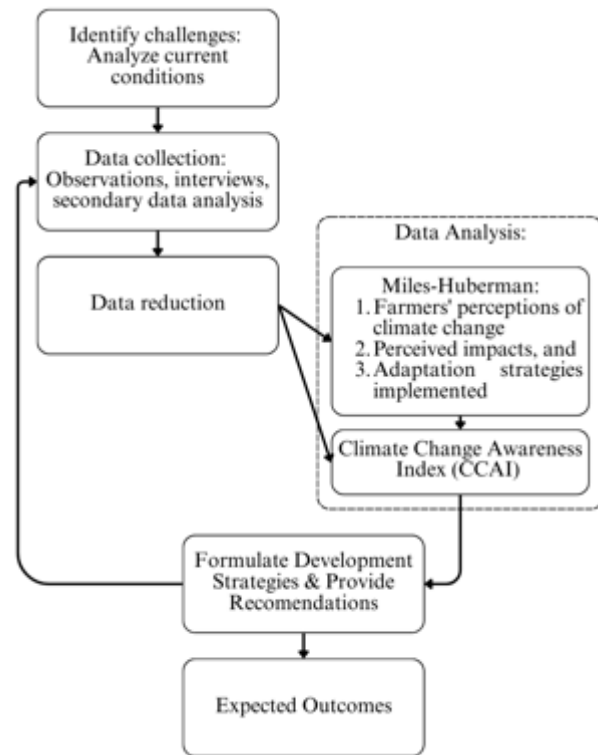 Identify challenges:
Analyze current
conditions
Data collection:
Observations, interviews,
secondary data analysis
Data reduction
Data Analysis:
Miles-Huberman:
1. Farmers' perceptions of
climate change
2. Perceived impacts, and
3. Adaptation strategies
implemented
Climate Change Awareness
Index (CCAI)
Formulate Development
Strategies & Provide
Recomendations
Expected Outcomes